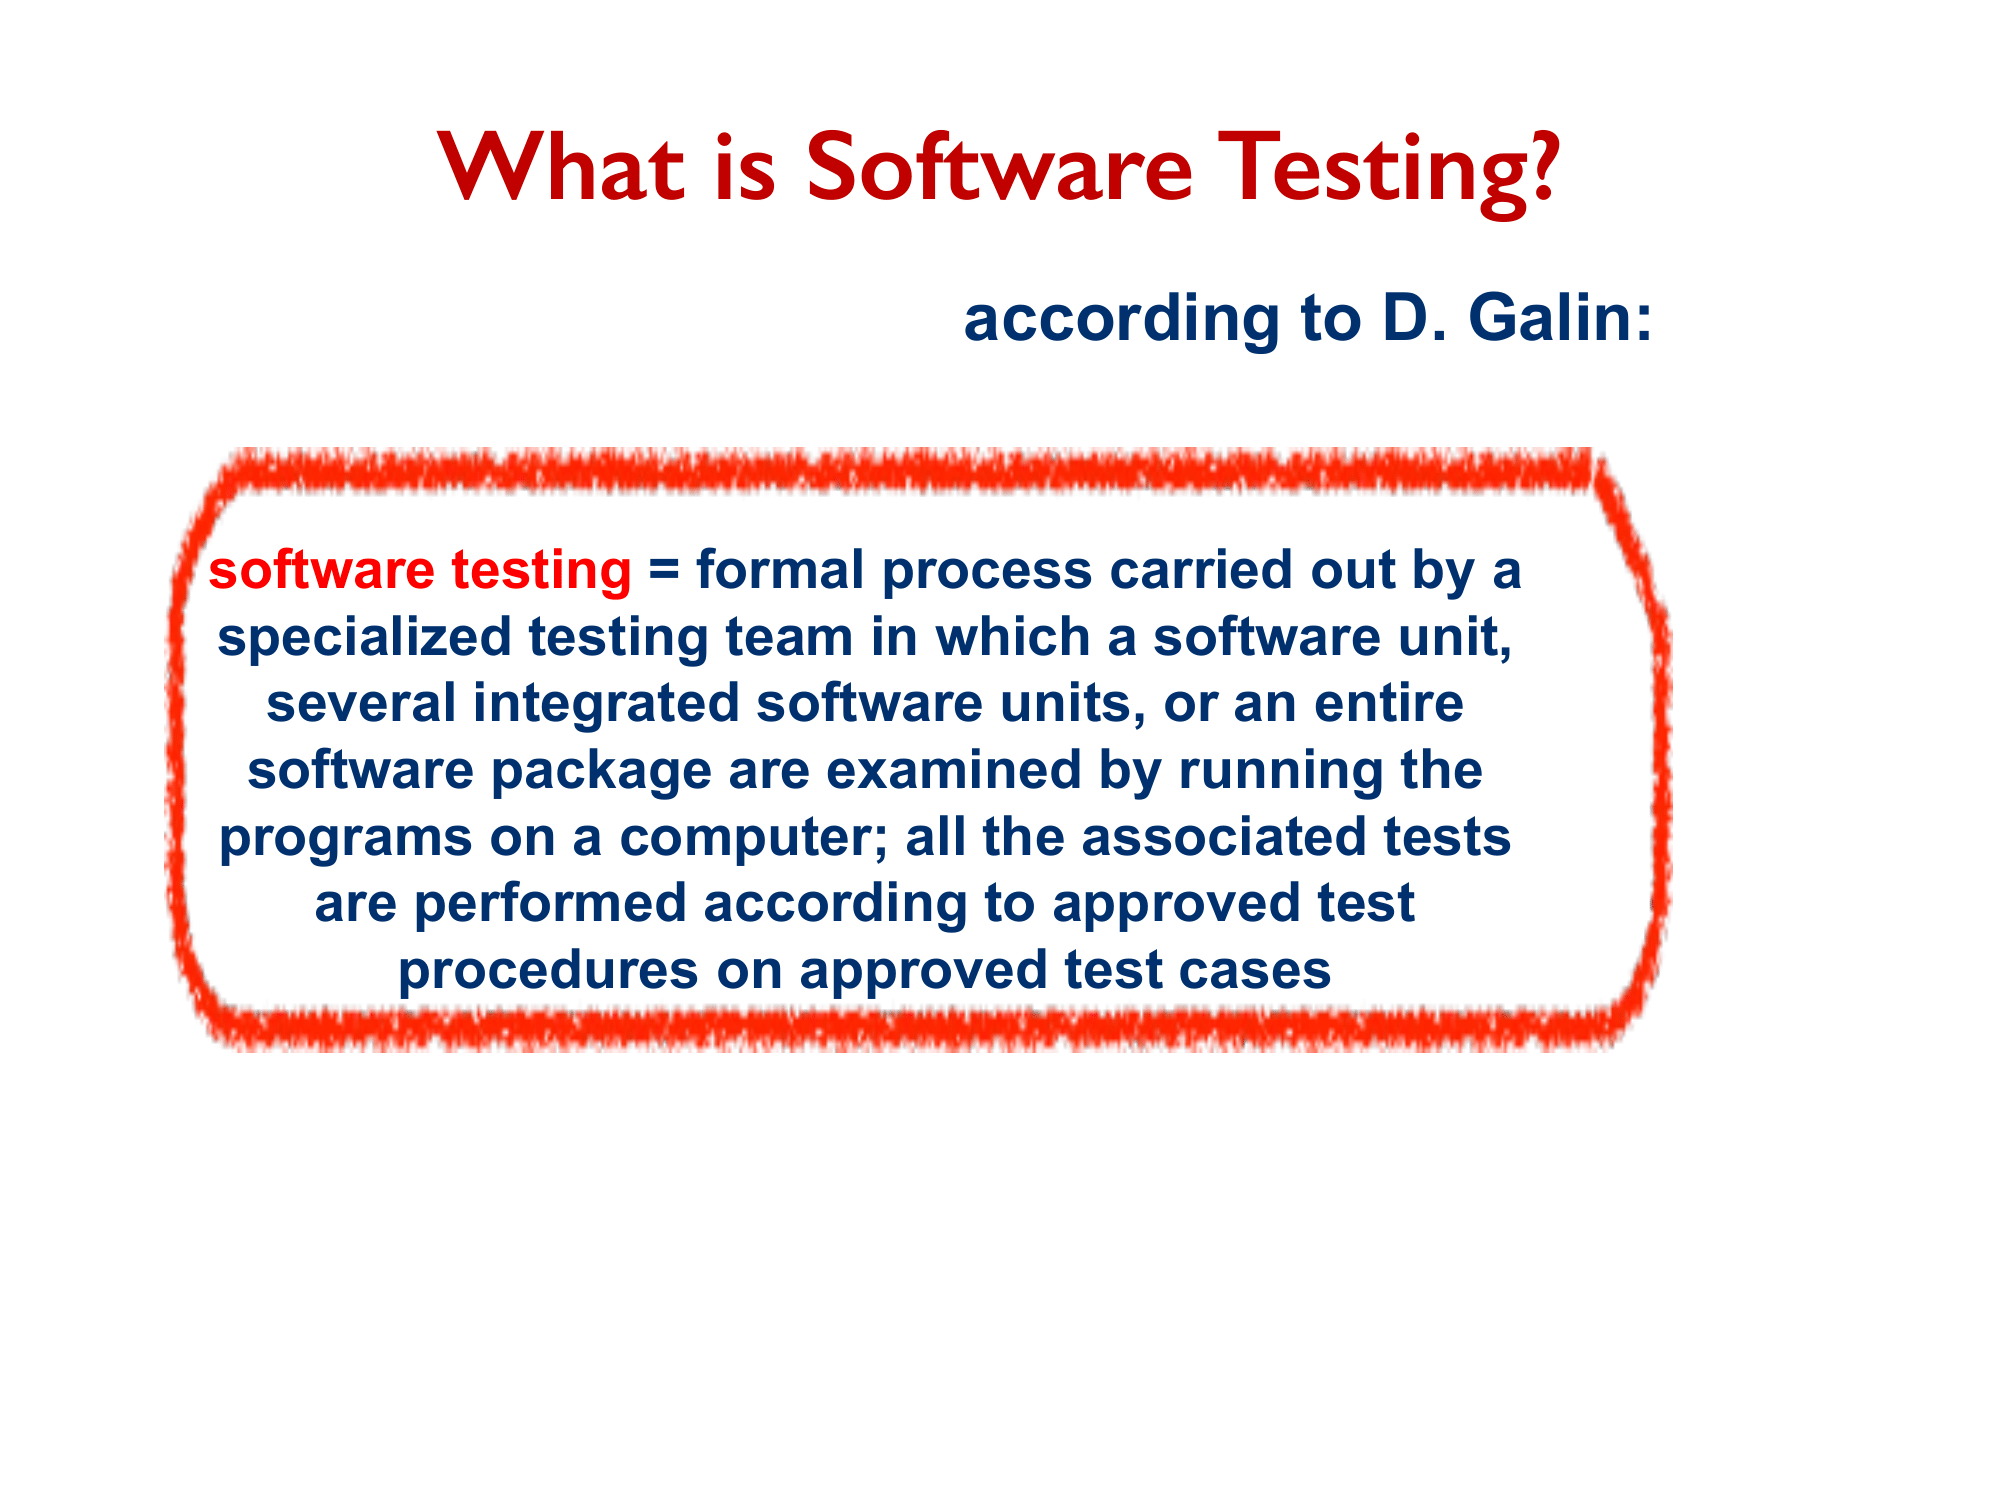 What is Software Testing?
according to D. Galin:
software testing = formal process carried out by a
specialized testing team in which a software unit,
several integrated software units, or an entire
software package are examined by running the
programs on a computer; all the associated tests
are performed according to approved test
procedures on approved test cases